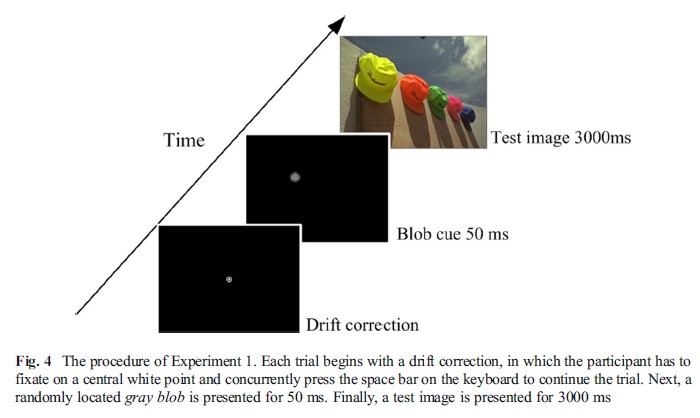 Time
Test image 3000ms
Blob cue 50 ms
Drift correction
Fig. 4 The procedure of Experiment 1. Each trial begins with a drift correction, in which the participant has to
fixate on a central white point and concurrently press the space bar on the keyboard to continue the trial. Next, a
randomly located gray blob is presented for 50 ms. Finally, a test image is presented for 3000 ms